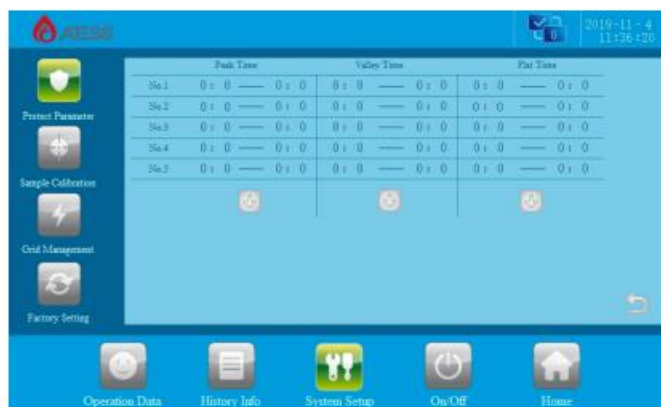 ATESS
0
2019-11-4
11:36:20
Peak Time Valley Time Flat Time
No.1 0: 0 —— 0: 0 0: 0 —— 0: 0 0: 0 —— 0: 0
No.2 0: 0 —— 0: 0 0: 0 —— 0: 0 0: 0 —— 0: 0
No.3 0: 0 —— 0: 0 0: 0 —— 0: 0 0: 0 —— 0: 0
No.4 0: 0 —— 0: 0 0: 0 —— 0: 0 0: 0 —— 0: 0
No.5 0: 0 —— 0: 0 0: 0 —— 0: 0 0: 0 —— 0: 0
Protect Parameter
Sample Calibration
Grid Management
Factory Setting
Operation Data History Info System Setup On/Off Home